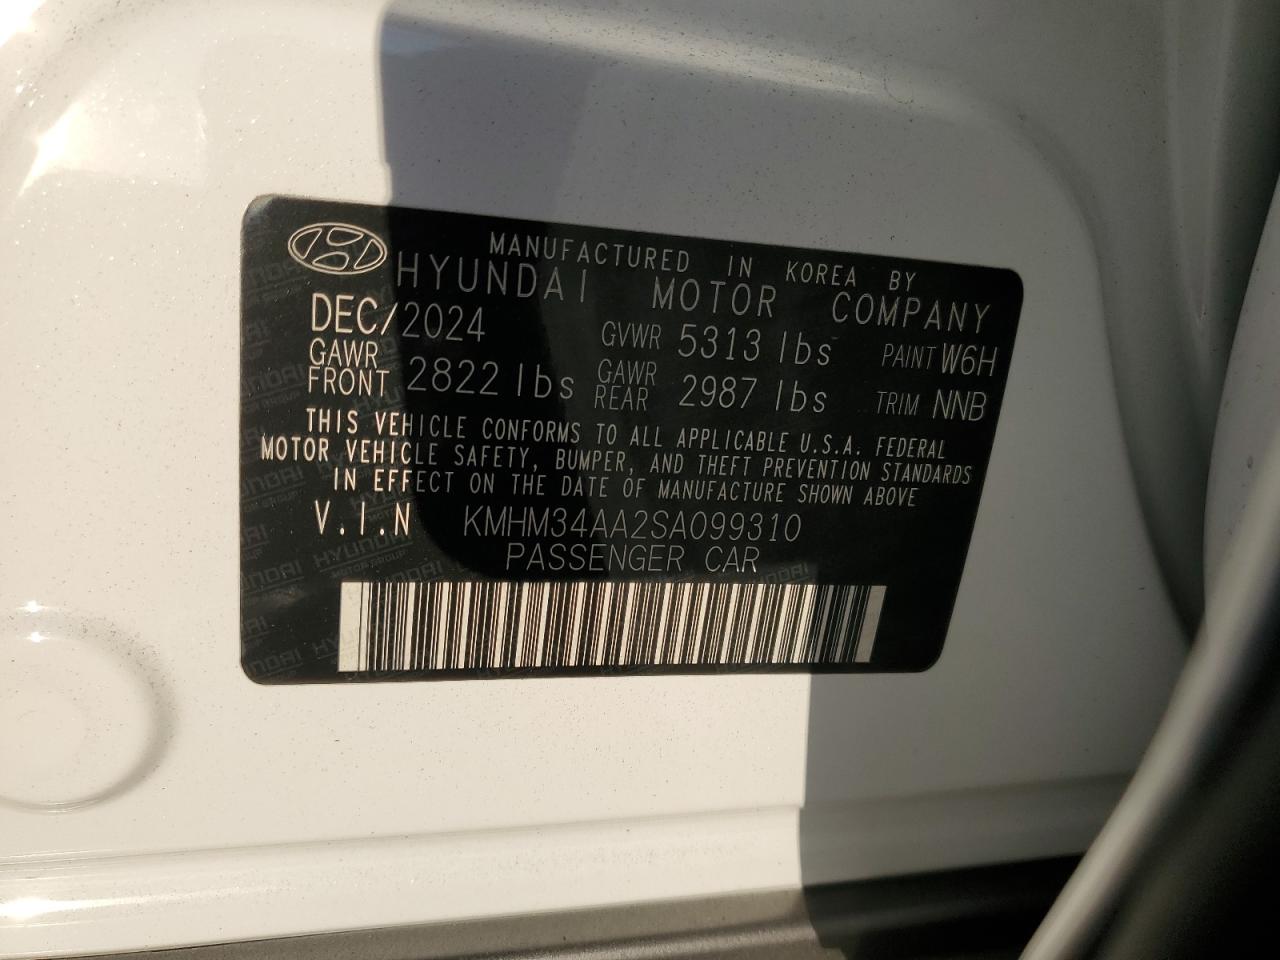 MANUFACTURED IN KOREA BY
HYUNDAI MOTOR COMPANY
DEC/2024 GVWR 5313 lbs PAINT W6H
GAWR FRONT 2822 lbs GAWR REAR 2987 lbs TRIM NNB
THIS VEHICLE CONFORMS TO ALL APPLICABLE U.S.A. FEDERAL
MOTOR VEHICLE SAFETY, BUMPER, AND THEFT PREVENTION STANDARDS
IN EFFECT ON THE DATE OF MANUFACTURE SHOWN ABOVE
V.I.N KMHM34AA2SA099310
PASSENGER CAR